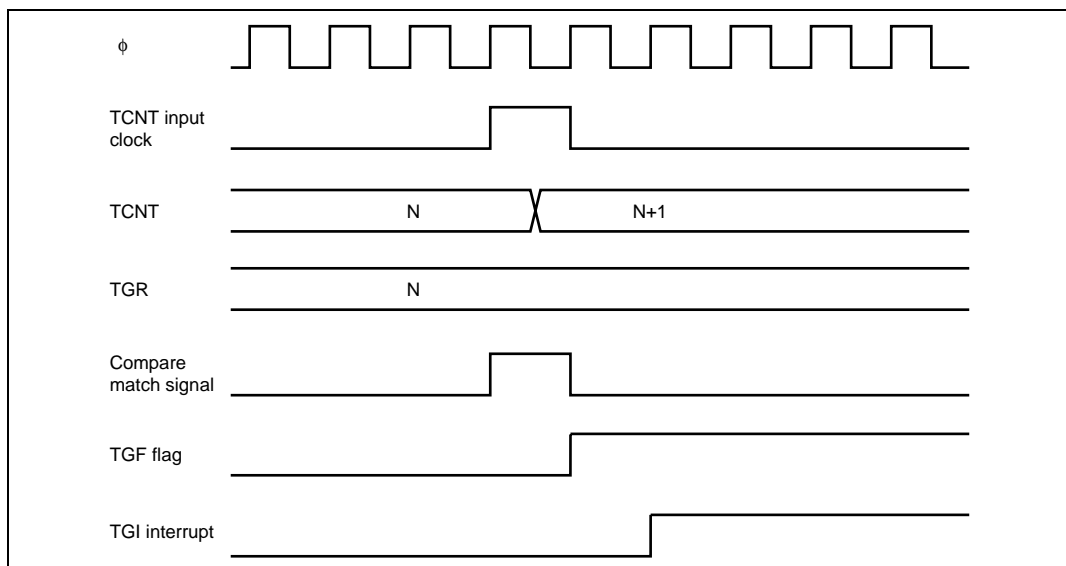 ϕ
TCNT input
clock
TCNT
N
N+1
TGR
N
Compare
match signal
TGF flag
TGI interrupt